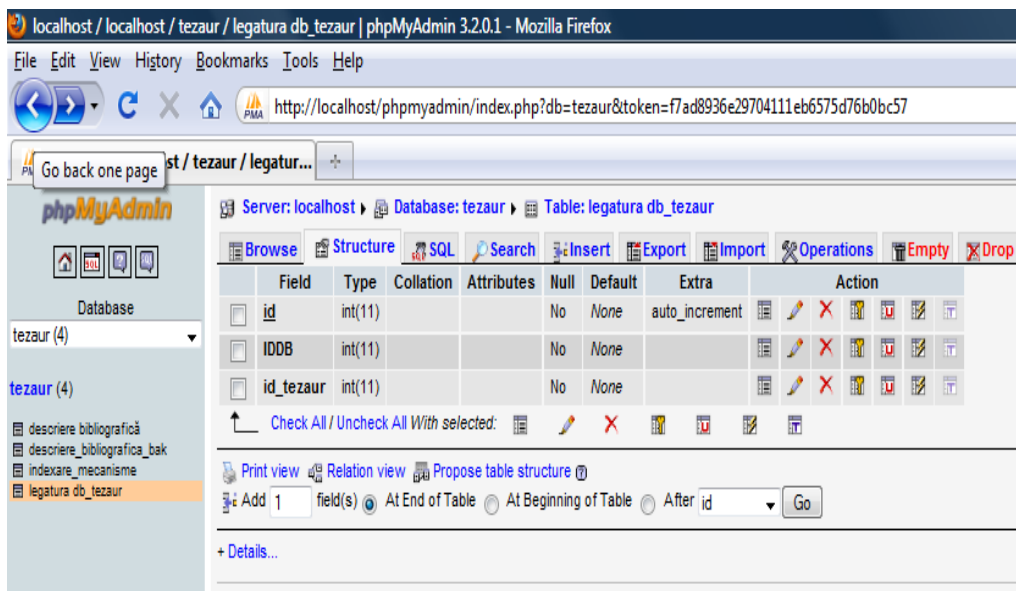 localhost / localhost / tezaur / legatura db_tezaur | phpMyAdmin 3.2.0.1 - Mozilla Firefox
File Edit View History Bookmarks Tools Help
PMA http://localhost/phpmyadmin/index.php?db=tezaur&token=f7ad8936e29704111eb6575d76b0bc57
st / tezaur / legatur...
Go back one page
phpMyAdmin
Server: localhost Database: tezaur Table: legatura db_tezaur
Browse Structure SQL Search Insert Export Import Operations Empty Drop
Field Type Collation Attributes Null Default Extra Action
id int(11) No None auto_increment
IDDB int(11) No None
id_tezaur int(11) No None
Check All / Uncheck All With selected:
Print view Relation view Propose table structure
Add 1 field(s) At End of Table At Beginning of Table After id Go
+ Details...
Database
tezaur (4)
tezaur (4)
descriere bibliografică
descriere_bibliografica_bak
indexare_mecanisme
legatura db_tezaur